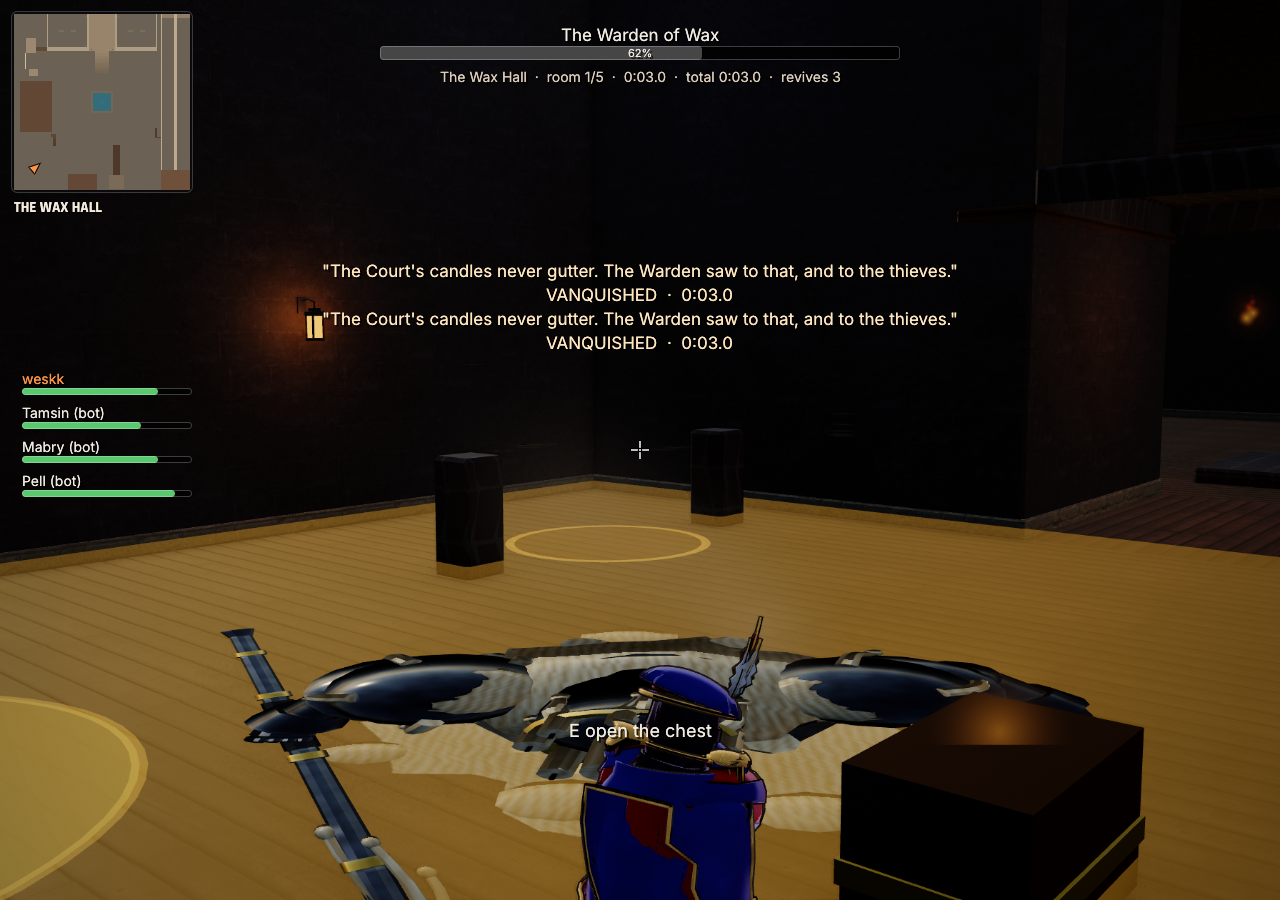 The Warden of Wax
62%
The Wax Hall · room 1/5 · 0:03.0 · total 0:03.0 · revives 3
THE WAX HALL
"The Court's candles never gutter. The Warden saw to that, and to the thieves."
VANQUISHED · 0:03.0
"The Court's candles never gutter. The Warden saw to that, and to the thieves."
VANQUISHED · 0:03.0
weskk
Tamsin (bot)
Mabry (bot)
Pell (bot)
E open the chest